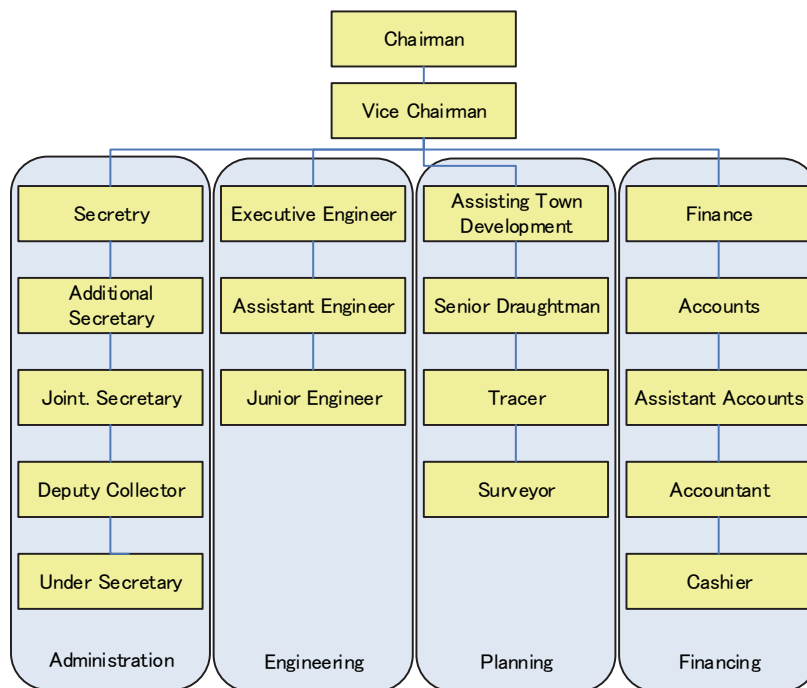 Chairman
Vice Chairman
Secretry
Additional
Secretary
Joint. Secretary
Deputy Collector
Under Secretary
Administration
Executive Engineer
Assistant Engineer
Junior Engineer
Engineering
Assisting Town
Development
Senior Draughtman
Tracer
Surveyor
Planning
Finance
Accounts
Assistant Accounts
Accountant
Cashier
Financing